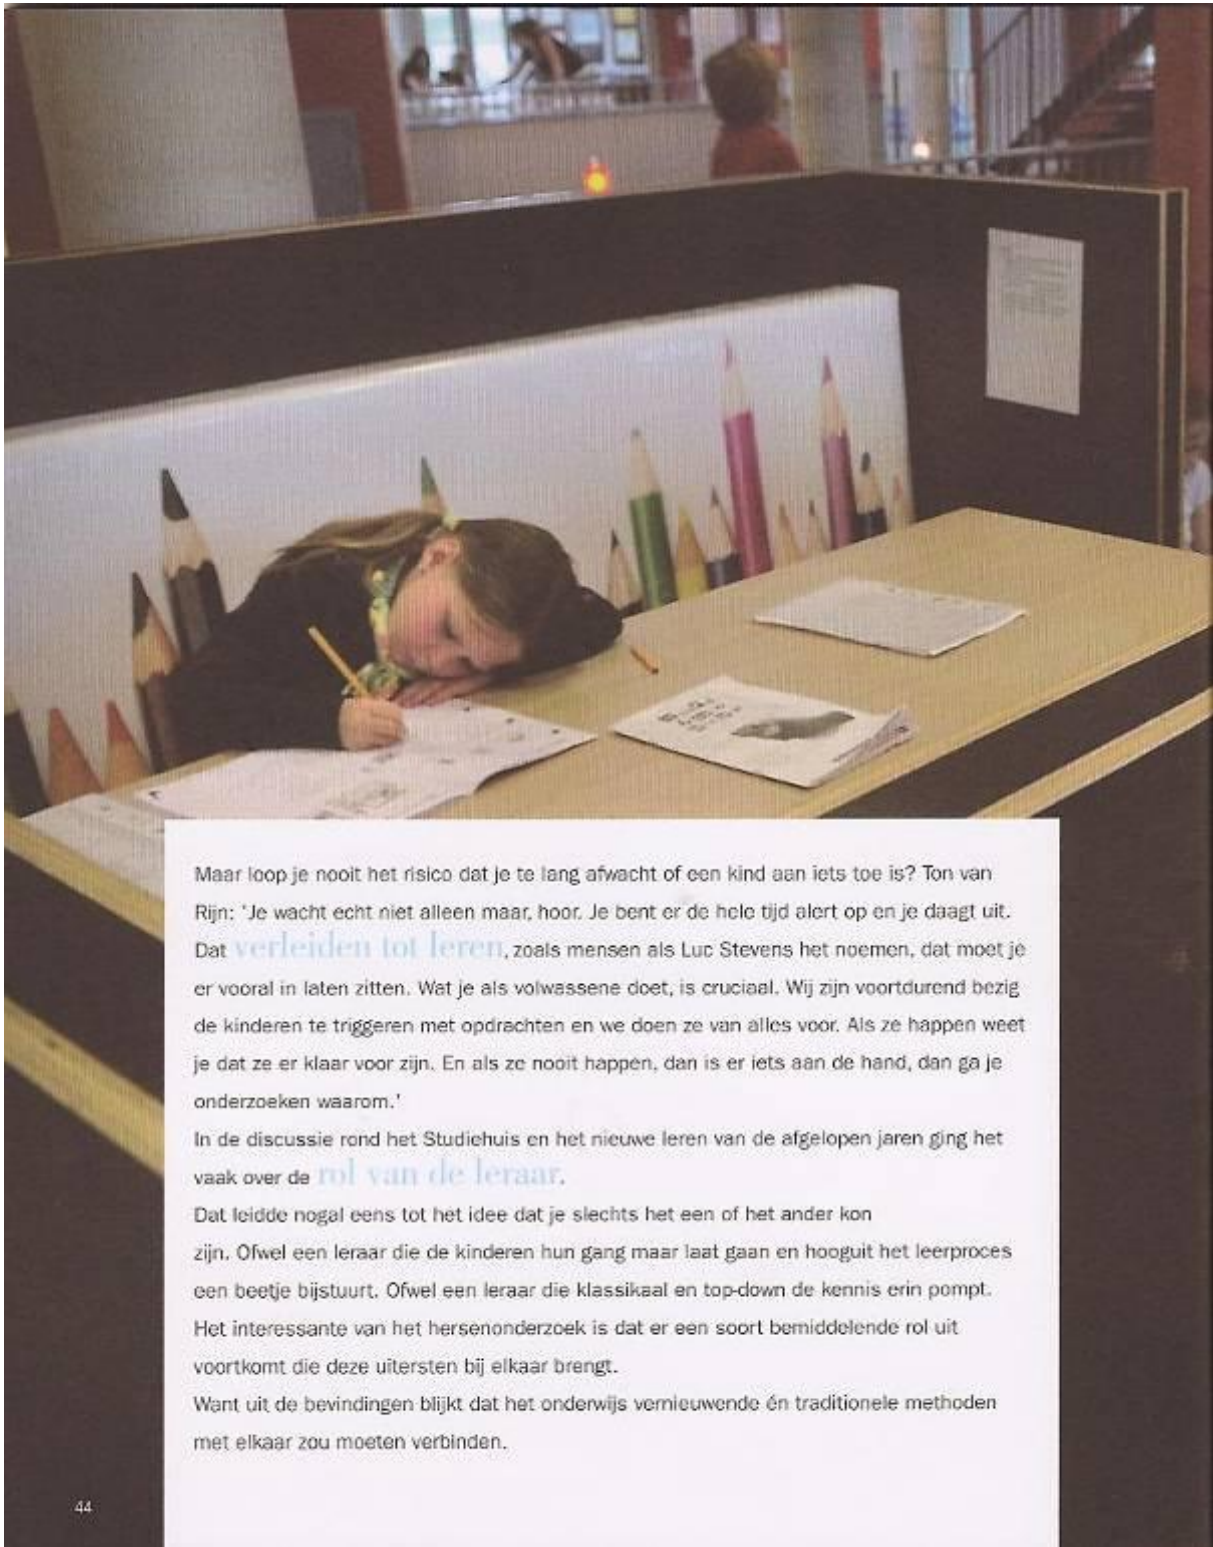 Maar loop je nooit het risico dat je te lang afwacht of een kind aan iets toe is? Ton van
Rijn: 'Je wacht echt niet alleen maar, hoor. Je bent er de hele tijd alert op en je daagt uit.
Dat verleiden tot leren, zoals mensen als Luc Stevens het noemen, dat moet je
er vooral in laten zitten. Wat je als volwassene doet, is cruciaal. Wij zijn voortdurend bezig
de kinderen te triggeren met opdrachten en we doen ze van alles voor. Als ze happen weet
je dat ze er klaar voor zijn. En als ze nooit happen, dan is er iets aan de hand, dan ga je
onderzoeken waarom.'
In de discussie rond het Studiehuis en het nieuwe leren van de afgelopen jaren ging het
vaak over de rol van de leraar.
Dat leidde nogal eens tot het idee dat je slechts het een of het ander kon
zijn. Ofwel een leraar die de kinderen hun gang maar laat gaan en hooguit het leerproces
een beetje bijstuurt. Ofwel een leraar die klassikaal en top-down de kennis erin pompt.
Het interessante van het hersenonderzoek is dat er een soort bemiddelende rol uit
voortkomt die deze uitersten bij elkaar brengt.
Want uit de bevindingen blijkt dat het onderwijs vernieuwende én traditionele methoden
met elkaar zou moeten verbinden.
44